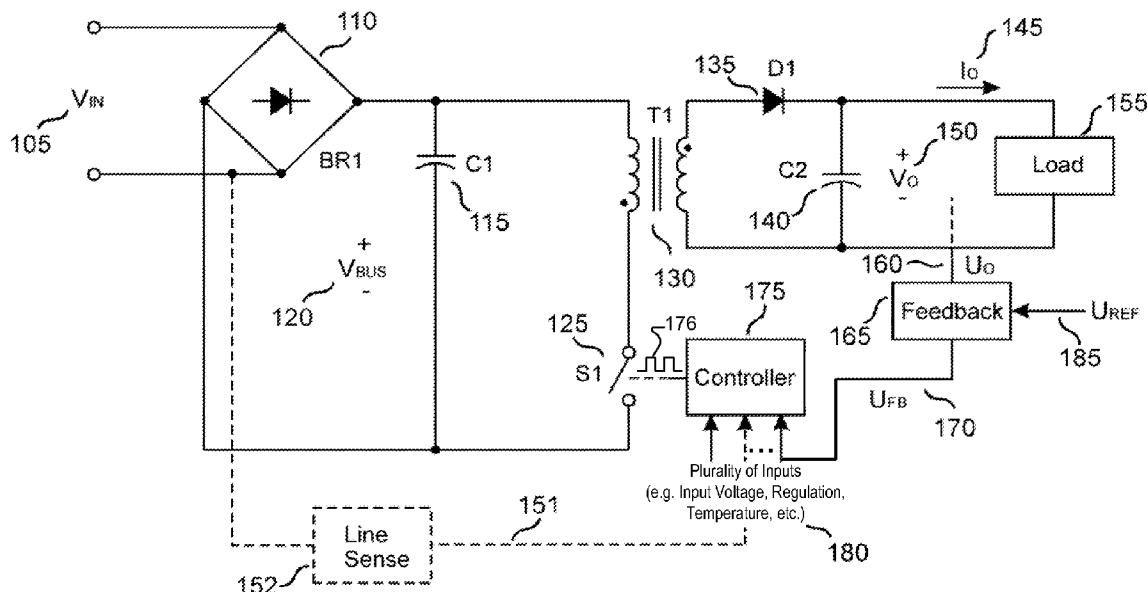 110
145
D1
135
IO
155
VIN
105
T1
+
150
VO
-
Load
BR1
C1
C2
115
140
130
160
UO
+
VBUS
-
120
175
165
Feedback
UREF
185
125
176
S1
Controller
UFB
170
...
Plurality of Inputs
(e.g. Input Voltage, Regulation,
Temperature, etc.)
151
180
Line
Sense
152